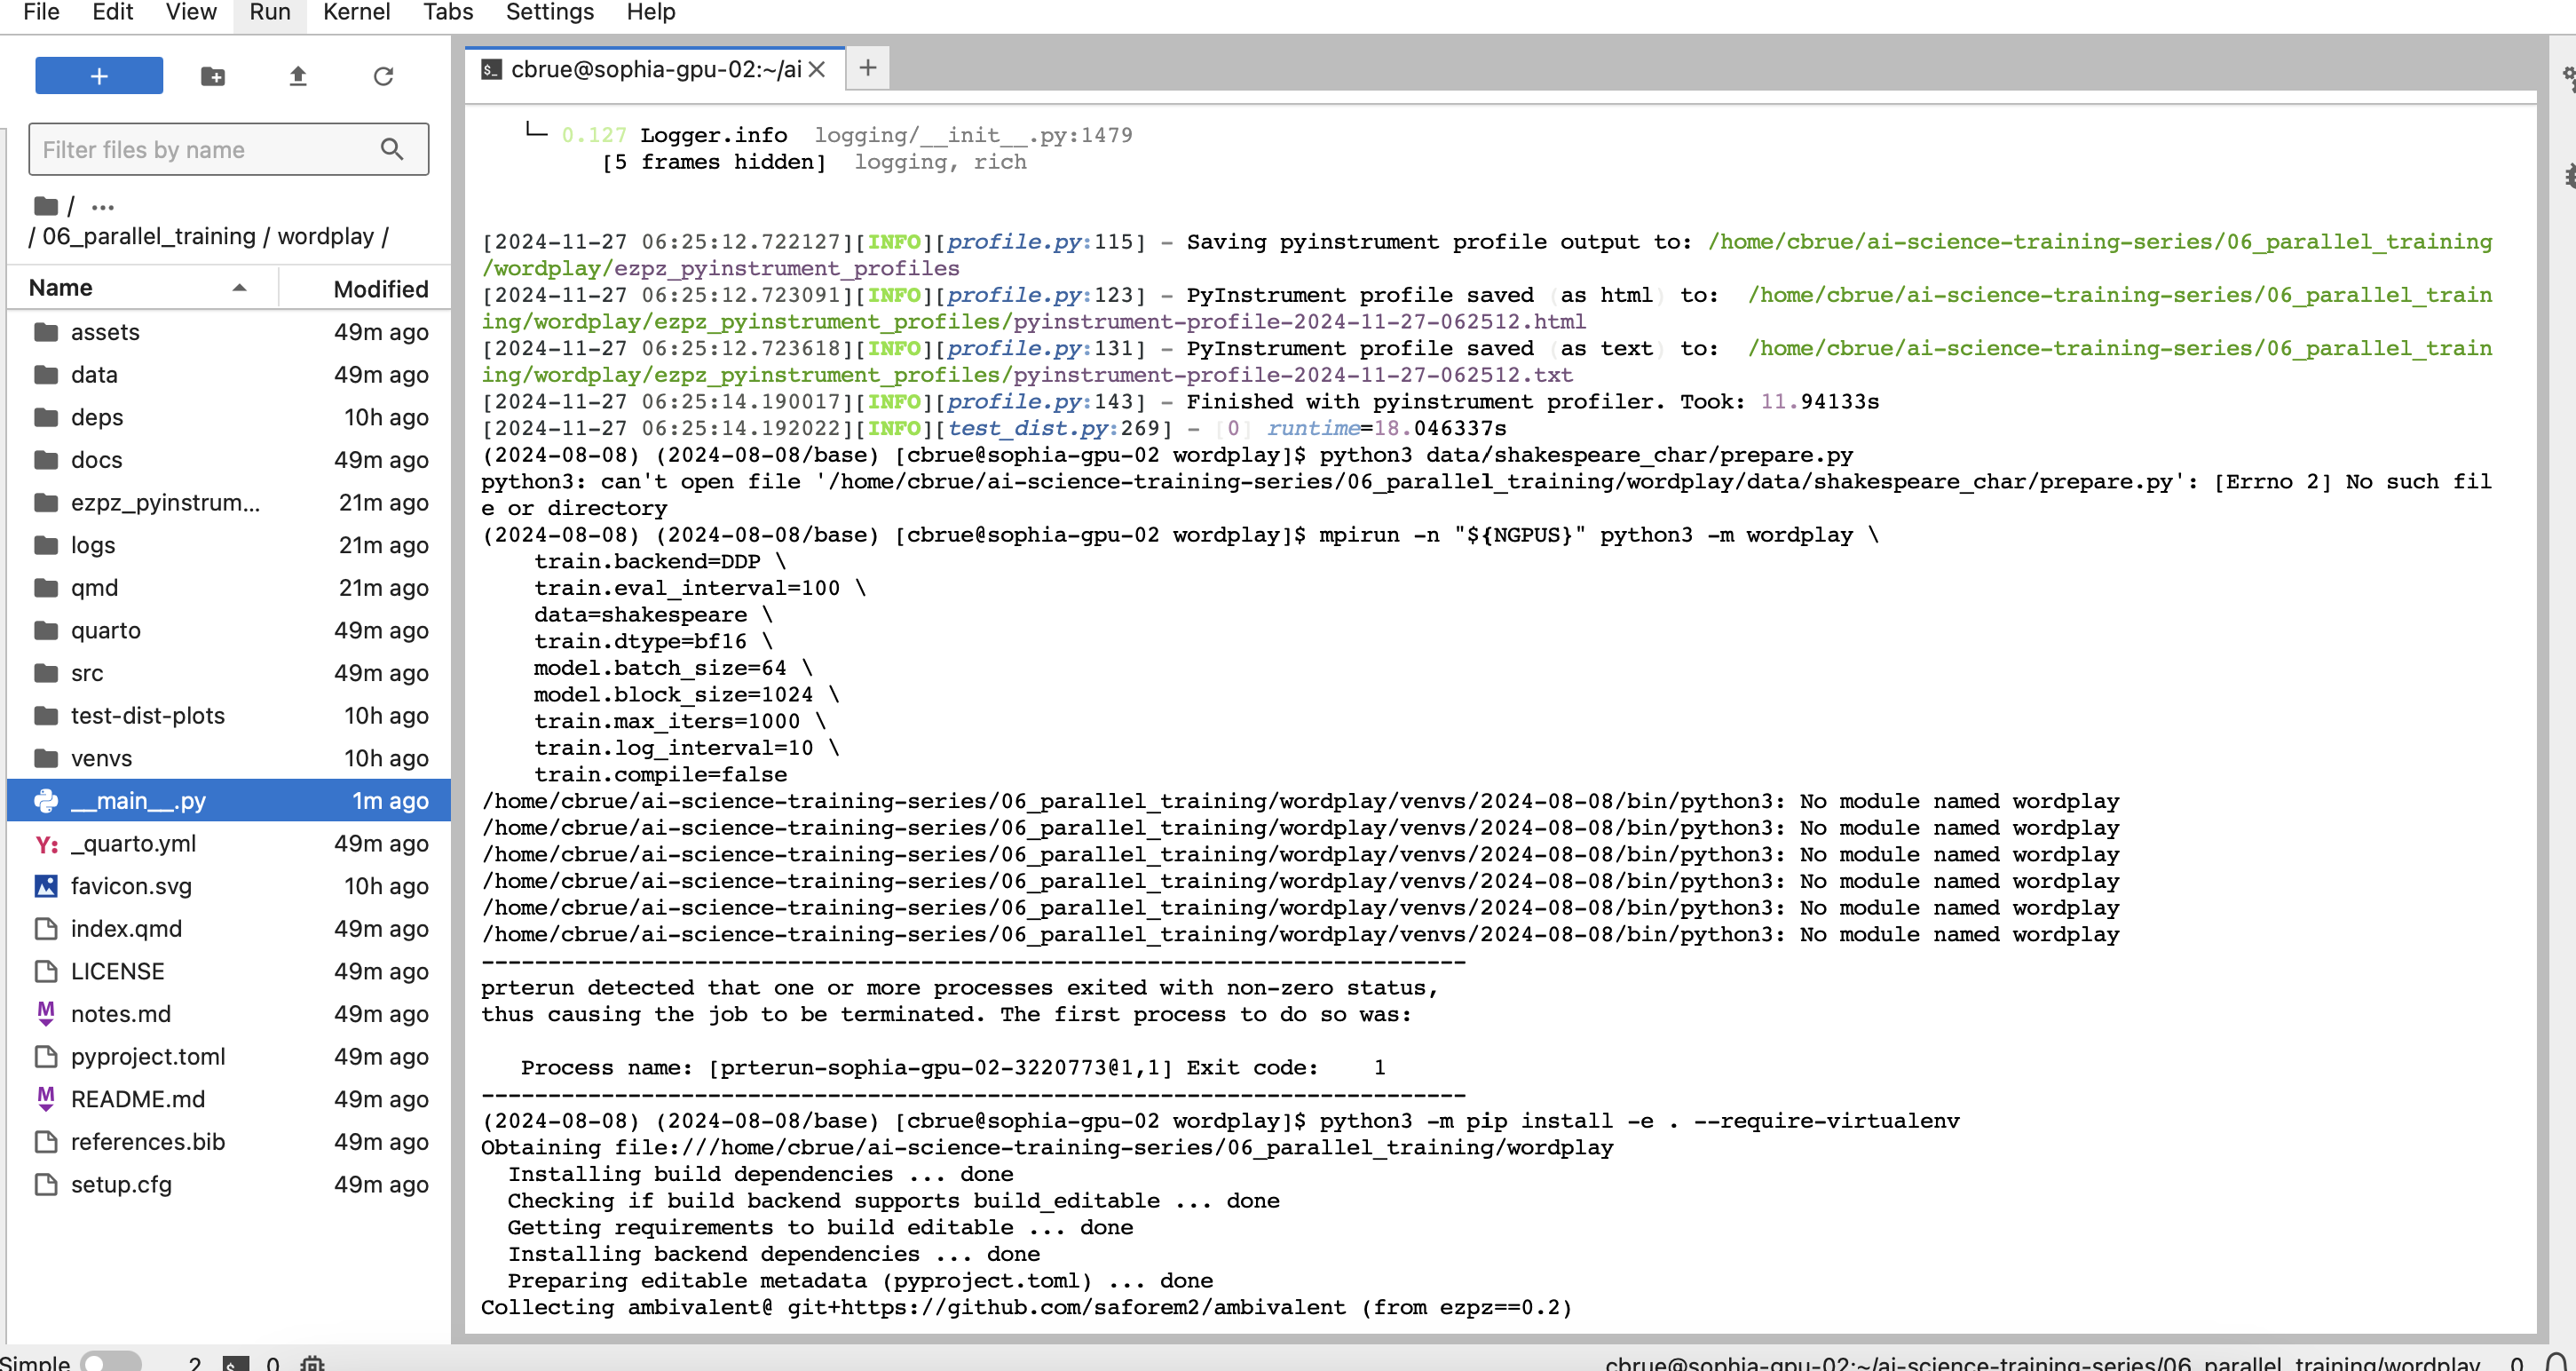 File Edit View Run Kernel Tabs Settings Help
+
Filter files by name
/ ...
/ 06_parallel_training / wordplay /
Name Modified
assets 49m ago
data 49m ago
deps 10h ago
docs 49m ago
ezpz_pyinstrum... 21m ago
logs 21m ago
qmd 21m ago
quarto 49m ago
src 49m ago
test-dist-plots 10h ago
venvs 10h ago
__main__.py 1m ago
_quarto.yml 49m ago
favicon.svg 10h ago
index.qmd 49m ago
LICENSE 49m ago
notes.md 49m ago
pyproject.toml 49m ago
README.md 49m ago
references.bib 49m ago
setup.cfg 49m ago
cbrue@sophia-gpu-02:~/ai
└─ 0.127 Logger.info  logging/__init__.py:1479
[5 frames hidden]  logging, rich
[2024-11-27 06:25:12.722127][INFO][profile.py:115] - Saving pyinstrument profile output to: /home/cbrue/ai-science-training-series/06_parallel_training
/wordplay/ezpz_pyinstrument_profiles
[2024-11-27 06:25:12.723091][INFO][profile.py:123] - PyInstrument profile saved (as html) to:  /home/cbrue/ai-science-training-series/06_parallel_train
ing/wordplay/ezpz_pyinstrument_profiles/pyinstrument-profile-2024-11-27-062512.html
[2024-11-27 06:25:12.723618][INFO][profile.py:131] - PyInstrument profile saved (as text) to:  /home/cbrue/ai-science-training-series/06_parallel_train
ing/wordplay/ezpz_pyinstrument_profiles/pyinstrument-profile-2024-11-27-062512.txt
[2024-11-27 06:25:14.190017][INFO][profile.py:143] - Finished with pyinstrument profiler. Took: 11.94133s
[2024-11-27 06:25:14.192022][INFO][test_dist.py:269] - [0] runtime=18.046337s
(2024-08-08) (2024-08-08/base) [cbrue@sophia-gpu-02 wordplay]$ python3 data/shakespeare_char/prepare.py
python3: can't open file '/home/cbrue/ai-science-training-series/06_parallel_training/wordplay/data/shakespeare_char/prepare.py': [Errno 2] No such fil
e or directory
(2024-08-08) (2024-08-08/base) [cbrue@sophia-gpu-02 wordplay]$ mpirun -n "${NGPUS}" python3 -m wordplay \
train.backend=DDP \
train.eval_interval=100 \
data=shakespeare \
train.dtype=bf16 \
model.batch_size=64 \
model.block_size=1024 \
train.max_iters=1000 \
train.log_interval=10 \
train.compile=false
/home/cbrue/ai-science-training-series/06_parallel_training/wordplay/venvs/2024-08-08/bin/python3: No module named wordplay
/home/cbrue/ai-science-training-series/06_parallel_training/wordplay/venvs/2024-08-08/bin/python3: No module named wordplay
/home/cbrue/ai-science-training-series/06_parallel_training/wordplay/venvs/2024-08-08/bin/python3: No module named wordplay
/home/cbrue/ai-science-training-series/06_parallel_training/wordplay/venvs/2024-08-08/bin/python3: No module named wordplay
/home/cbrue/ai-science-training-series/06_parallel_training/wordplay/venvs/2024-08-08/bin/python3: No module named wordplay
/home/cbrue/ai-science-training-series/06_parallel_training/wordplay/venvs/2024-08-08/bin/python3: No module named wordplay
--------------------------------------------------------------------------
prterun detected that one or more processes exited with non-zero status,
thus causing the job to be terminated. The first process to do so was:
Process name: [prterun-sophia-gpu-02-3220773@1,1] Exit code:    1
--------------------------------------------------------------------------
(2024-08-08) (2024-08-08/base) [cbrue@sophia-gpu-02 wordplay]$ python3 -m pip install -e . --require-virtualenv
Obtaining file:///home/cbrue/ai-science-training-series/06_parallel_training/wordplay
Installing build dependencies ... done
Checking if build backend supports build_editable ... done
Getting requirements to build editable ... done
Installing backend dependencies ... done
Preparing editable metadata (pyproject.toml) ... done
Collecting ambivalent@ git+https://github.com/saforem2/ambivalent (from ezpz==0.2)
Simple 2 0 cbrue@sophia-gpu-02:~/ai-science-training-series/06_parallel_training/wordplay 0